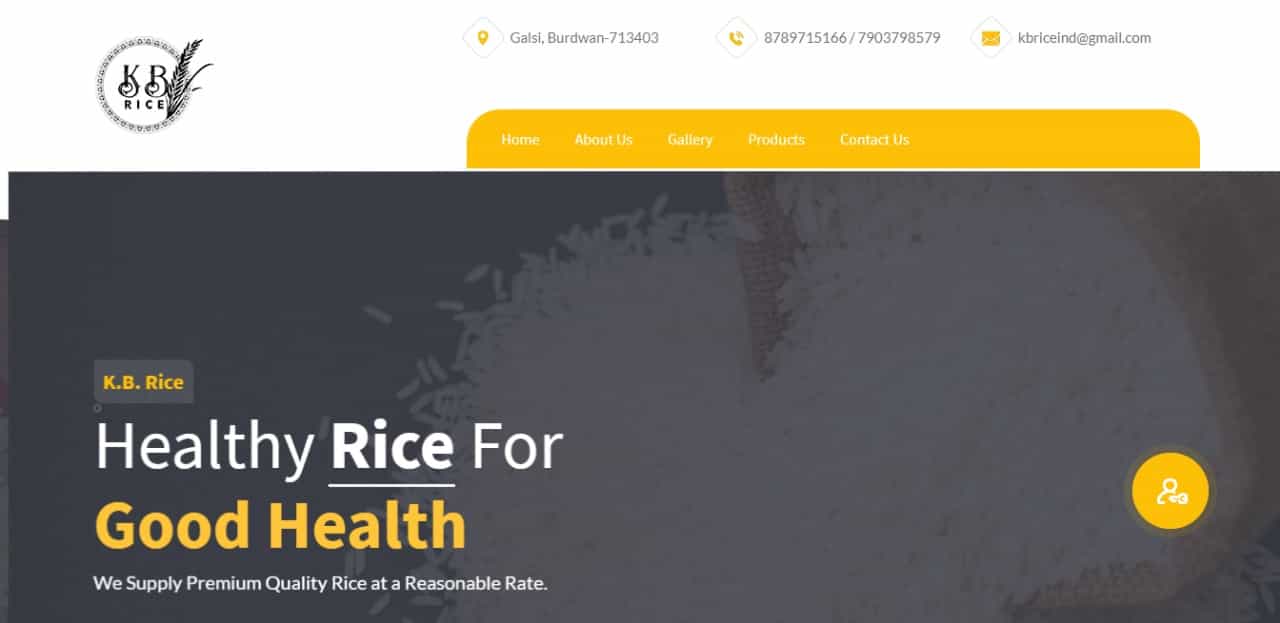 KB
RICE
Galsi, Burdwan-713403
8789715166 / 7903798579
kbriceind@gmail.com
Home
About Us
Gallery
Products
Contact Us
K.B. Rice
Healthy Rice For
Good Health
We Supply Premium Quality Rice at a Reasonable Rate.